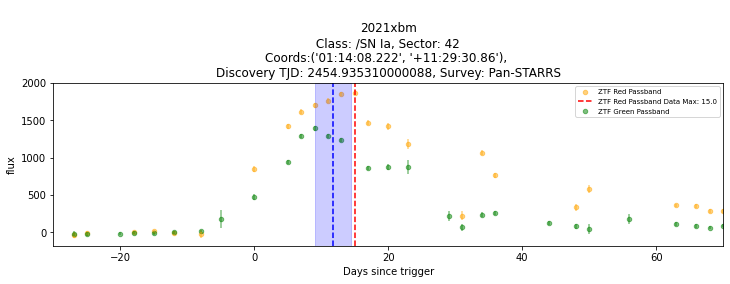 2021xbm
Class: /SN Ia, Sector: 42
Coords:('01:14:08.222', '+11:29:30.86'),
Discovery TJD: 2454.935310000088, Survey: Pan-STARRS
ZTF Red Passband
ZTF Red Passband Data Max: 15.0
ZTF Green Passband
flux
2000
1500
1000
500
0
−20
0
20
40
60
Days since trigger